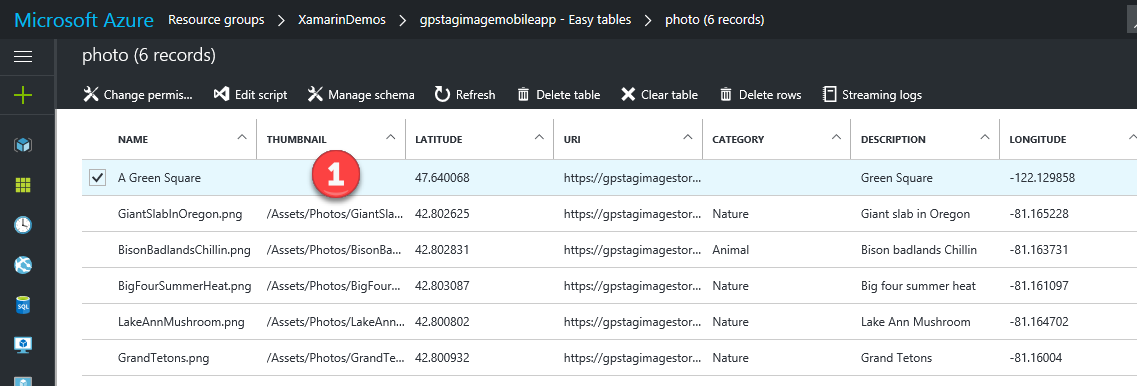 Microsoft Azure Resource groups > XamarinDemos > gpstagimagemobileapp - Easy tables > photo (6 records)
photo (6 records)
Change permis... Edit script Manage schema Refresh Delete table Clear table Delete rows Streaming logs
NAME THUMBNAIL LATITUDE URI CATEGORY DESCRIPTION LONGITUDE
A Green Square 1 47.640068 https://gpstagimagestor... Green Square -122.129858
GiantSlabInOregon.png /Assets/Photos/GiantSla... 42.802625 https://gpstagimagestor... Nature Giant slab in Oregon -81.165228
BisonBadlandsChillin.png /Assets/Photos/BisonBa... 42.802831 https://gpstagimagestor... Animal Bison badlands Chillin -81.163731
BigFourSummerHeat.png /Assets/Photos/BigFour... 42.803087 https://gpstagimagestor... Nature Big four summer heat -81.161097
LakeAnnMushroom.png /Assets/Photos/LakeAnn... 42.800802 https://gpstagimagestor... Nature Lake Ann Mushroom -81.164702
GrandTetons.png /Assets/Photos/GrandTe... 42.800932 https://gpstagimagestor... Nature Grand Tetons -81.16004
SQL